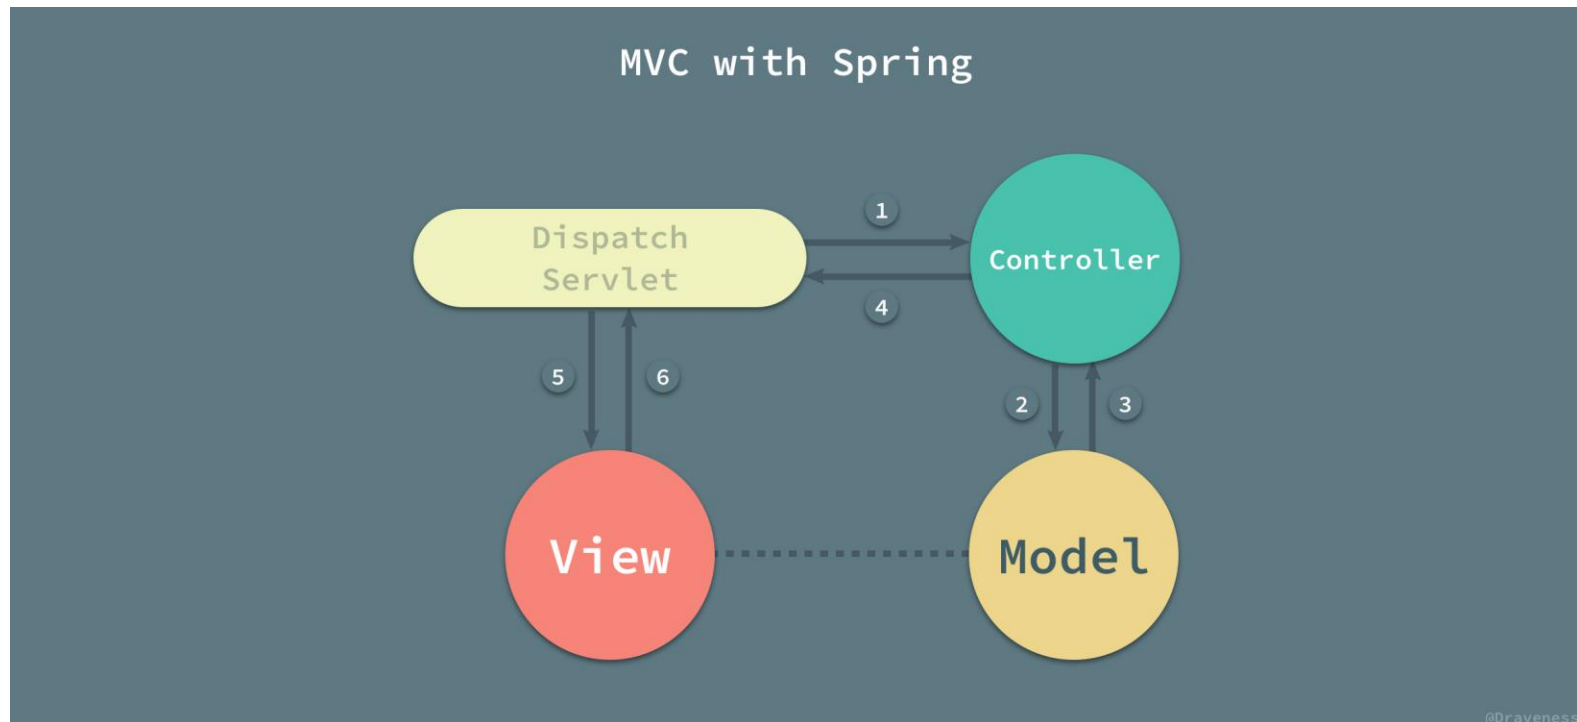 MVC with Spring
1
Dispatch
Servlet
Controller
4
5
6
2
3
View
Model
@Draveness